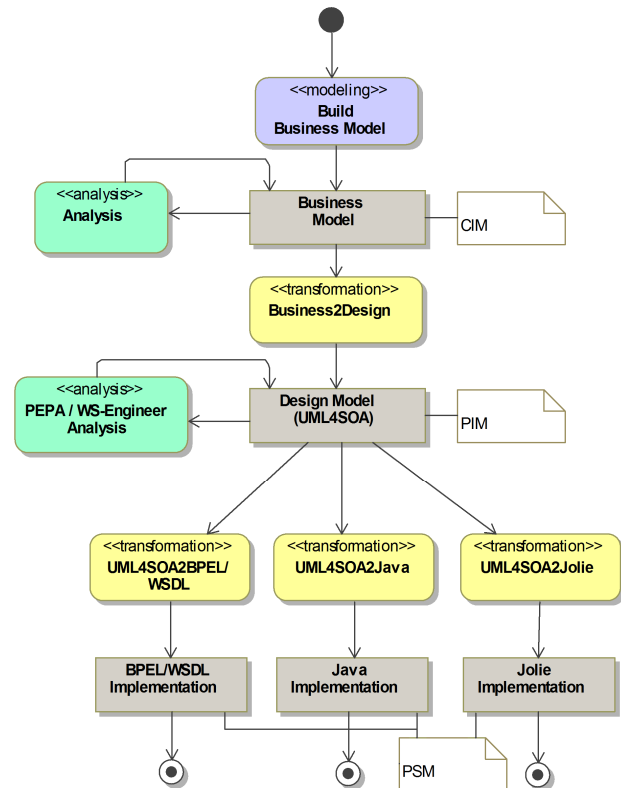 <<modeling>>
Build
Business Model
<<analysis>>
Analysis
Business
Model
CIM
<<transformation>>
Business2Design
<<analysis>>
PEPA / WS-Engineer
Analysis
Design Model
(UML4SOA)
PIM
<<transformation>>
UML4SOA2BPEL/
WSDL
<<transformation>>
UML4SOA2Java
<<transformation>>
UML4SOA2Jolie
BPEL/WSDL
Implementation
Java
Implementation
Jolie
Implementation
PSM